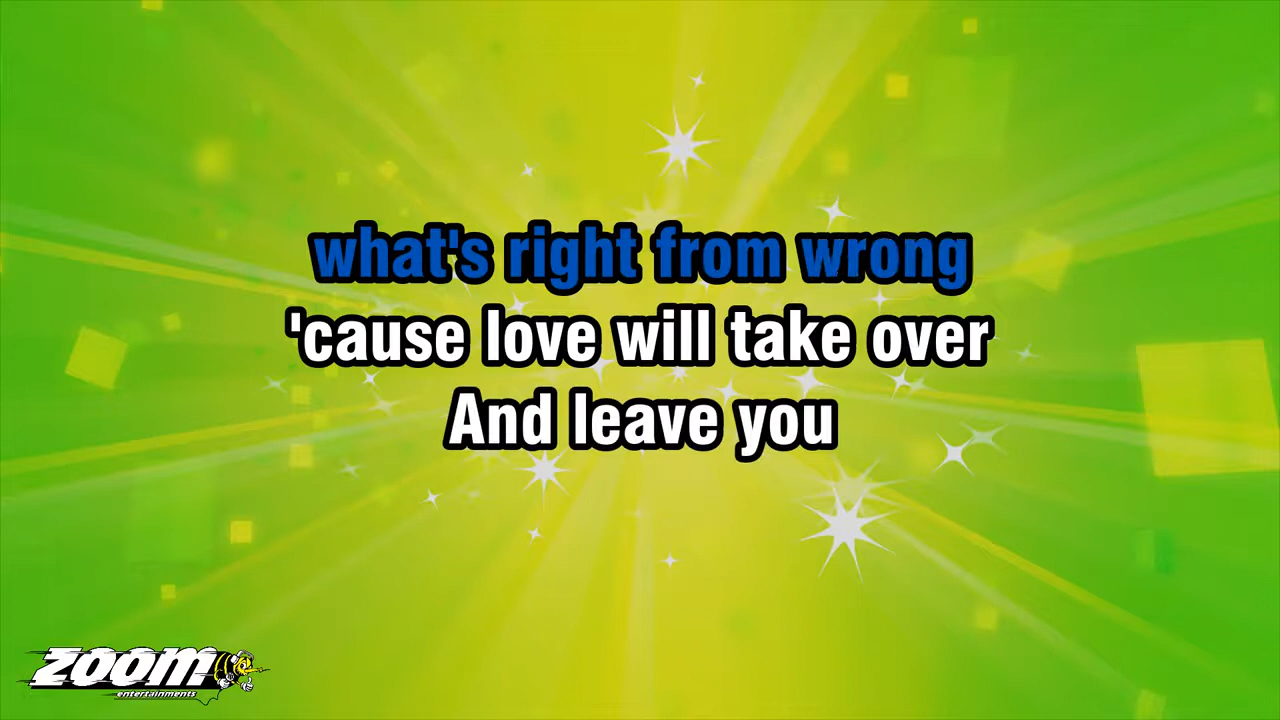 what's right from wrong
'cause love will take over
And leave you
ZOOM
entertainments